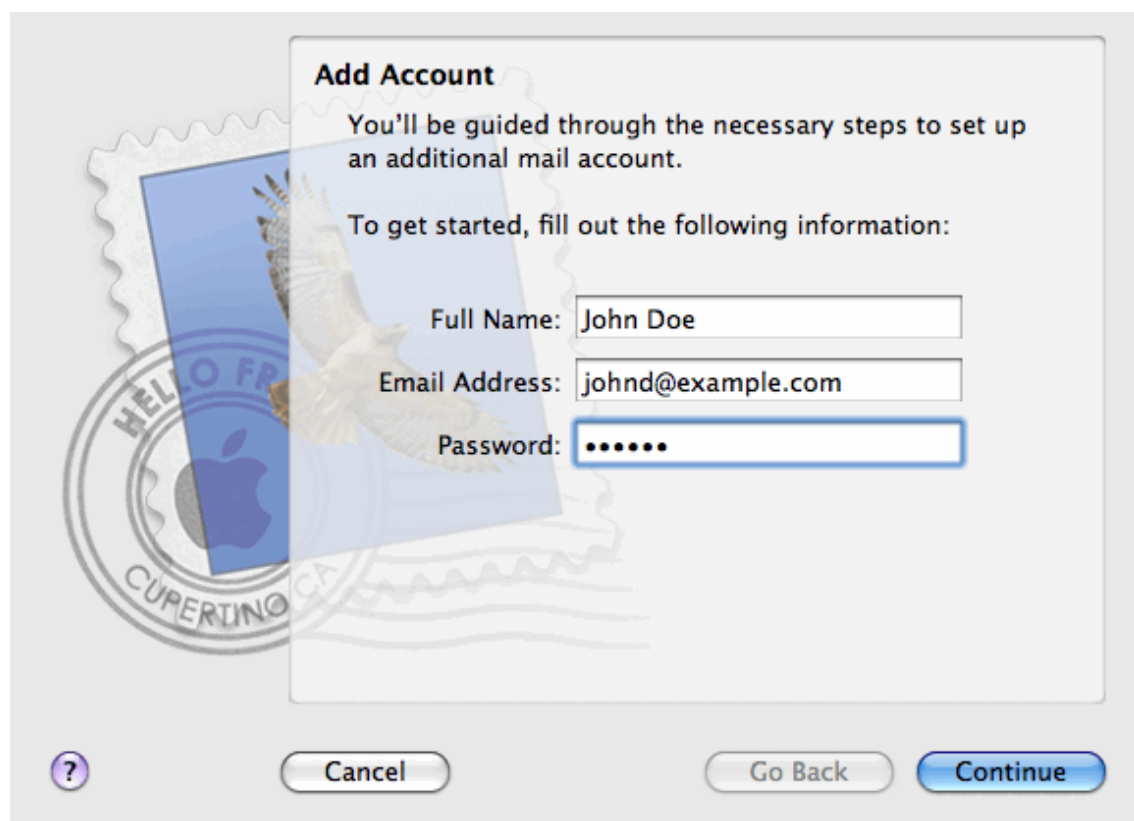 Add Account
You'll be guided through the necessary steps to set up
an additional mail account.
To get started, fill out the following information:
Full Name: John Doe
Email Address: johnd@example.com
Password: ••••••
HELLO FR
CUPERTINO CA
?
Cancel
Go Back
Continue